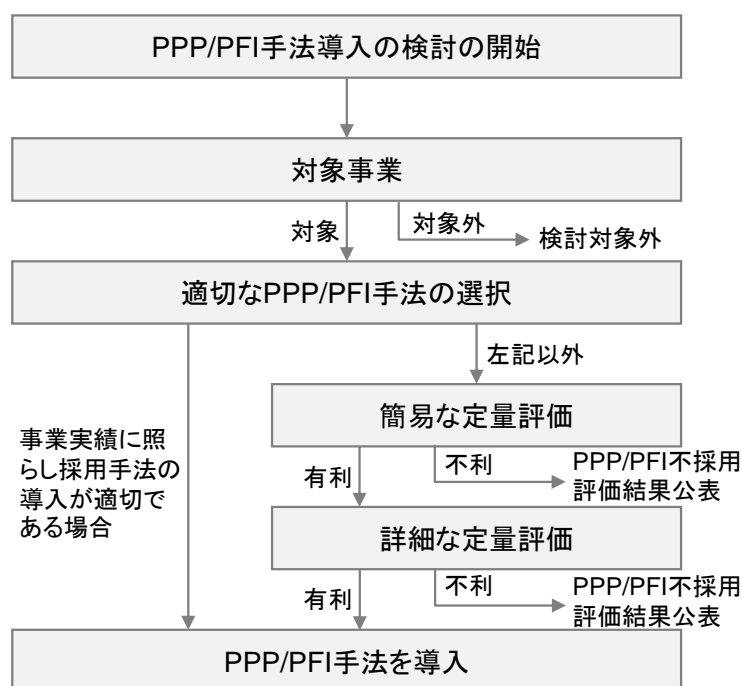 PPP/PFI手法導入の検討の開始
対象事業
対象
対象外
検討対象外
適切なPPP/PFI手法の選択
左記以外
事業実績に照
らし採用手法の
導入が適切で
ある場合
簡易な定量評価
有利
不利
PPP/PFI不採用
評価結果公表
詳細な定量評価
有利
不利
PPP/PFI不採用
評価結果公表
PPP/PFI手法を導入